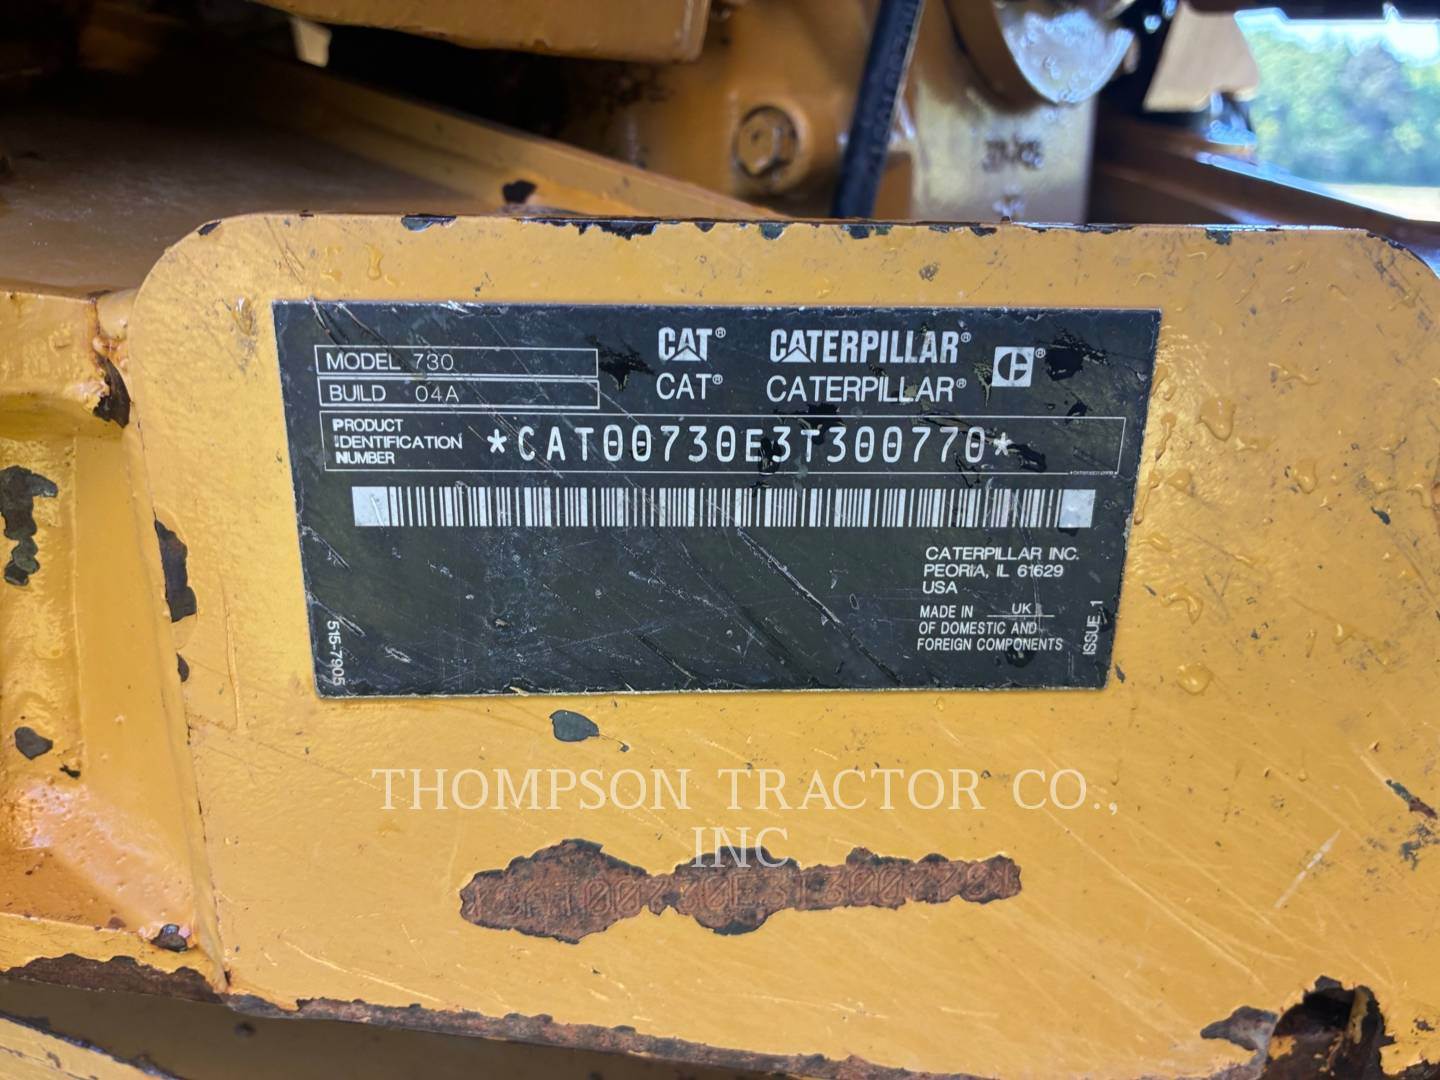 MODEL 730
BUILD 04A
CAT® CATERPILLAR®
CAT® CATERPILLAR®
PRODUCT
IDENTIFICATION
NUMBER
*CAT00730E3T300770*
CATERPILLAR INC.
PEORIA, IL 61629
USA
MADE IN UK
OF DOMESTIC AND
FOREIGN COMPONENTS
ISSUE 1
515-7905
THOMPSON TRACTOR CO.,
INC
CAT00730E3T300770